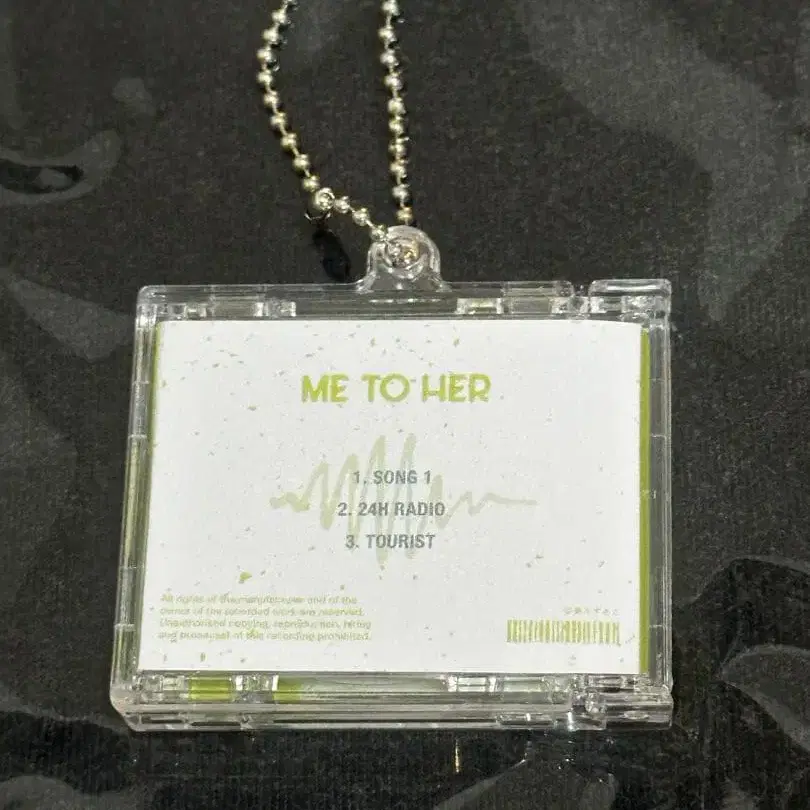 ME TO HER
1. SONG 1
2. 24H RADIO
3. TOURIST
All rights of the manufacturer and of the
owner of the recorded work are reserved.
Unauthorised copying, reproduction, hiring
and of this recording prohibited.